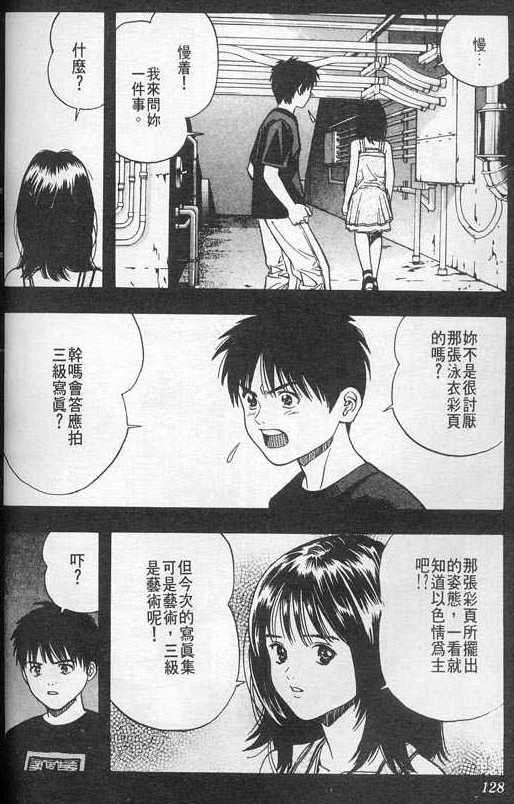 慢…
慢着！
我來問妳
一件事。
什麼？
妳不是很討厭
那張泳衣彩頁
的嗎？
幹嗎會答應拍
三級寫眞？
那張彩頁所擺出
的姿態，一看就
知道以色情爲主
吧!?
但今次的寫眞集
可是藝術，三級
是藝術呢！
吓？
128